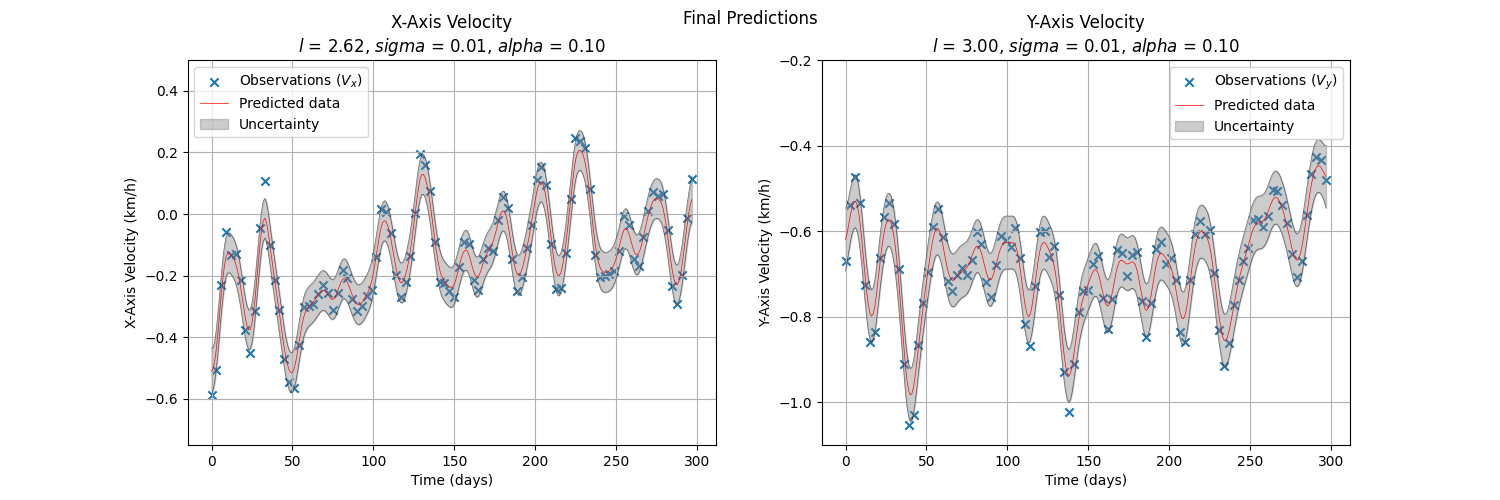 Final Predictions
X-Axis Velocity
l = 2.62, sigma = 0.01, alpha = 0.10
Observations (Vx)
Predicted data
Uncertainty
0.4
0.2
0.0
−0.2
−0.4
−0.6
X-Axis Velocity (km/h)
0 50 100 150 200 250 300
Time (days)
Y-Axis Velocity
l = 3.00, sigma = 0.01, alpha = 0.10
Observations (Vy)
Predicted data
Uncertainty
−0.2
−0.4
−0.6
−0.8
−1.0
Y-Axis Velocity (km/h)
0 50 100 150 200 250 300
Time (days)